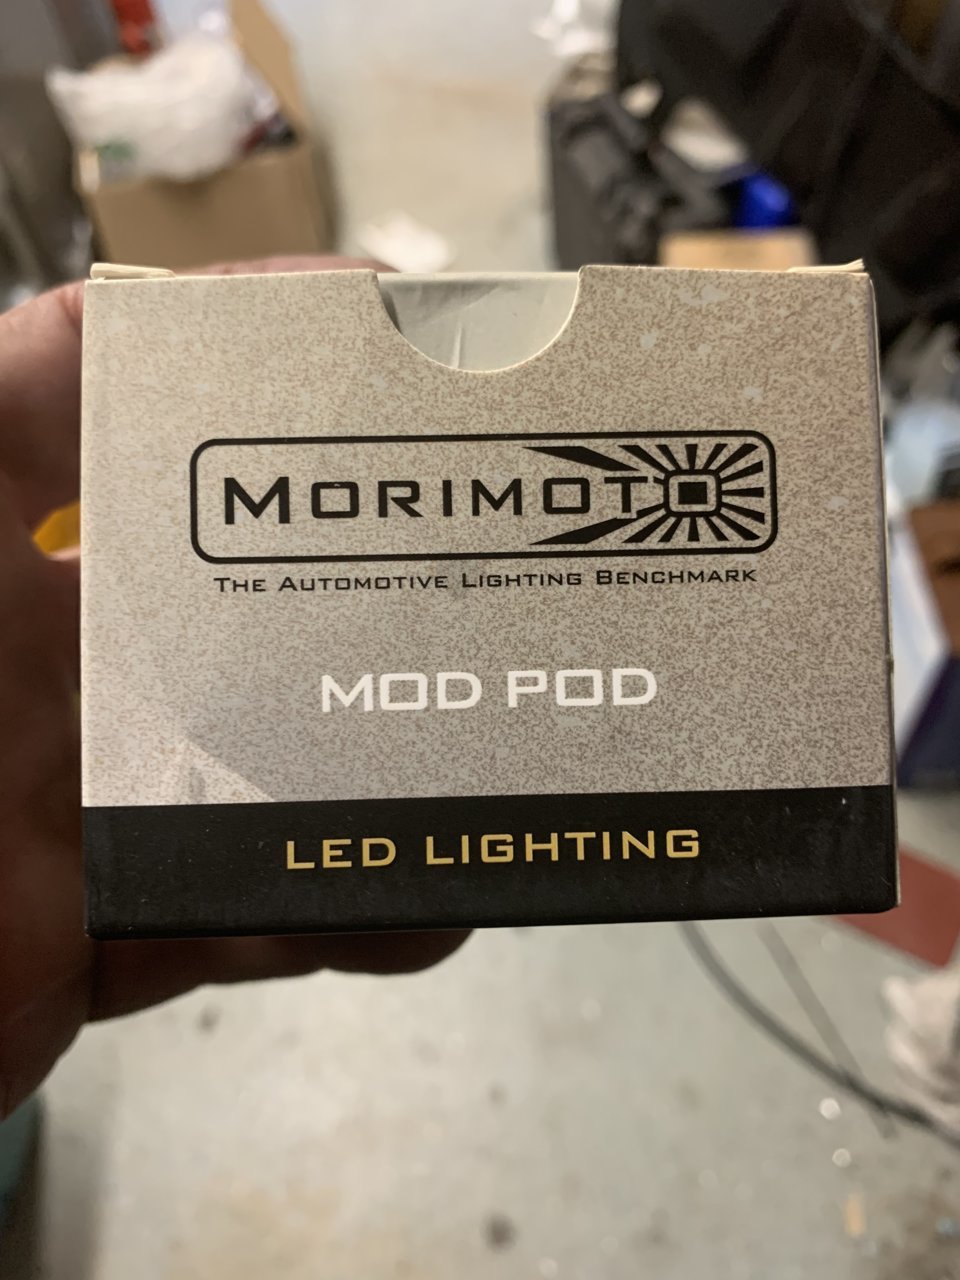 MORIMOTO
THE AUTOMOTIVE LIGHTING BENCHMARK
MOD POD
LED LIGHTING